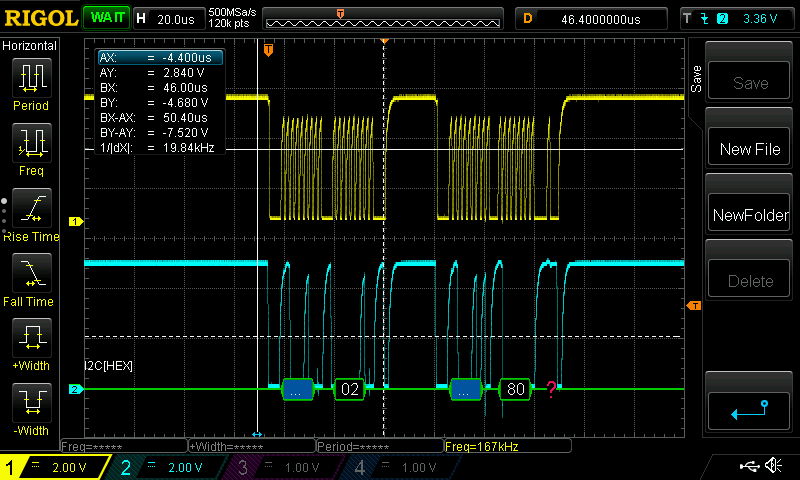 RIGOL WAIT H 20.0us 500MSa/s 120k pts T D 46.4000000us T 2 3.36 V
Horizontal
Period
Freq
Rise Time
Fall Time
+Width
-Width
T
AX: = -4.400us
AY: = 2.840 V
BX: = 46.00us
BY: = -4.680 V
BX-AX: = 50.40us
BY-AY: = -7.520 V
1/|dX|: = 19.84kHz
1
T
I2C[HEX]
2 ... 02 ... 80 ?
Freq=***** +Width=***** Period=***** Freq=167kHz
1 = 2.00 V 2 = 2.00 V 3 = 1.00 V 4 = 1.00 V
Save
Save
New File
NewFolder
Delete